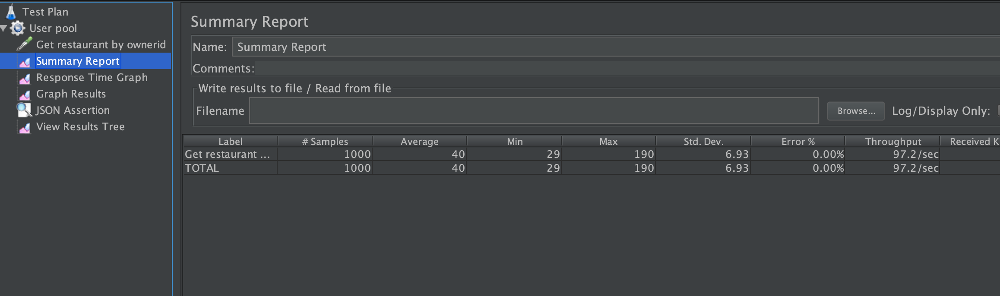 Test Plan
User pool
Get restaurant by ownerid
Summary Report
Response Time Graph
Graph Results
JSON Assertion
View Results Tree
Summary Report
Name: Summary Report
Comments:
Write results to file / Read from file
Filename Browse... Log/Display Only:
Label # Samples Average Min Max Std. Dev. Error % Throughput Received K
Get restaurant ... 1000 40 29 190 6.93 0.00% 97.2/sec
TOTAL 1000 40 29 190 6.93 0.00% 97.2/sec